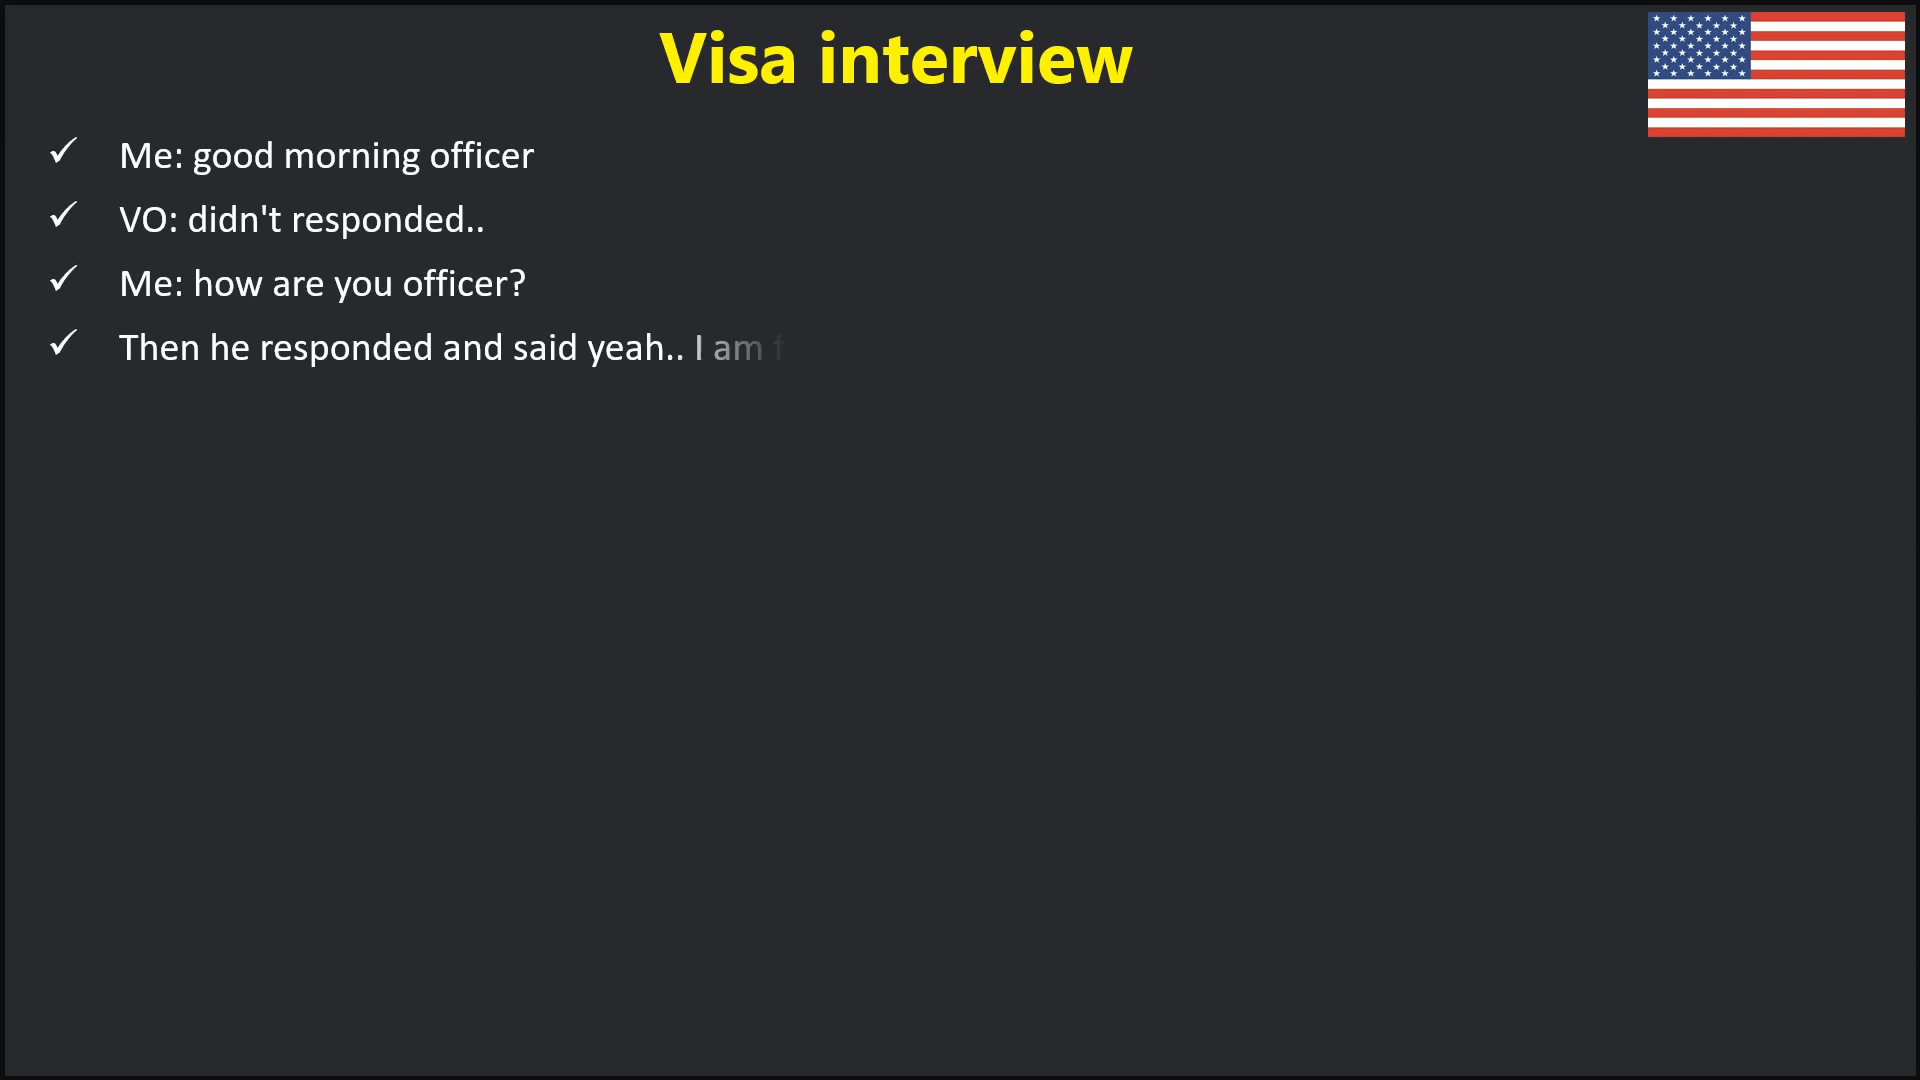 Visa interview
Me: good morning officer
VO: didn't responded..
Me: how are you officer?
Then he responded and said yeah.. I am